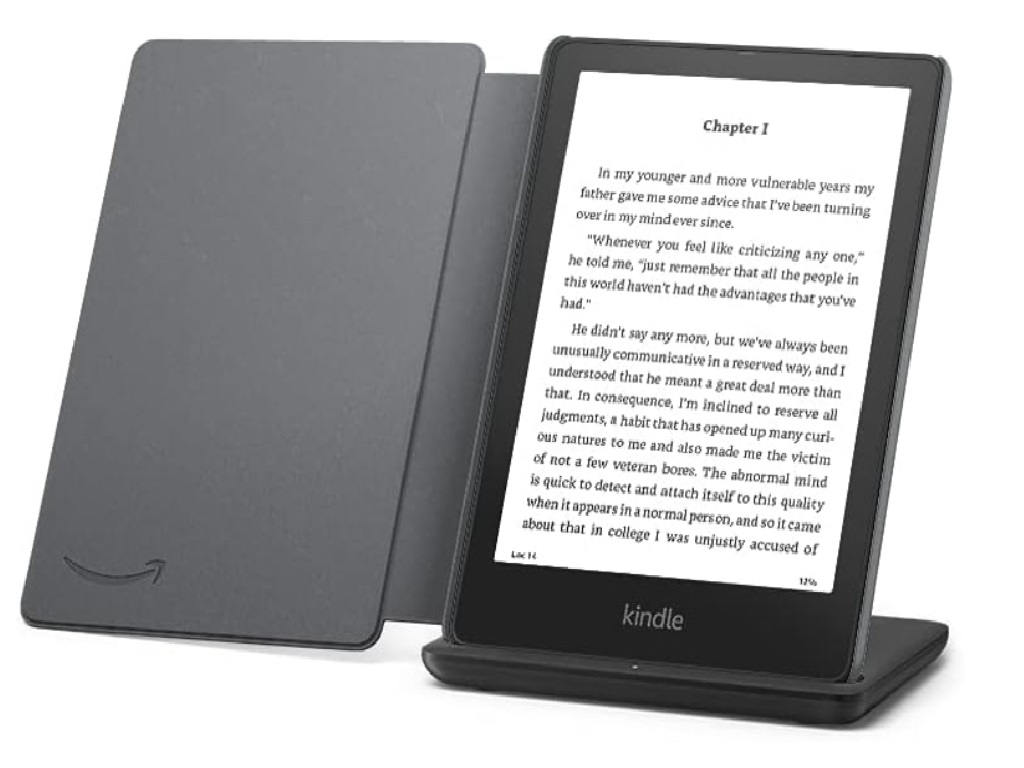 Chapter I
In my younger and more vulnerable years my
father gave me some advice that I've been turning
over in my mind ever since.
"Whenever you feel like criticizing any one,"
he told me, "just remember that all the people in
this world haven't had the advantages that you've
had."
He didn't say any more, but we've always been
unusually communicative in a reserved way, and I
understood that he meant a great deal more than
that. In consequence, I'm inclined to reserve all
judgments, a habit that has opened up many curi-
ous natures to me and also made me the victim
of not a few veteran bores. The abnormal mind
is quick to detect and attach itself to this quality
when it appears in a normal person, and so it came
about that in college I was unjustly accused of
Loc 14
12%
kindle